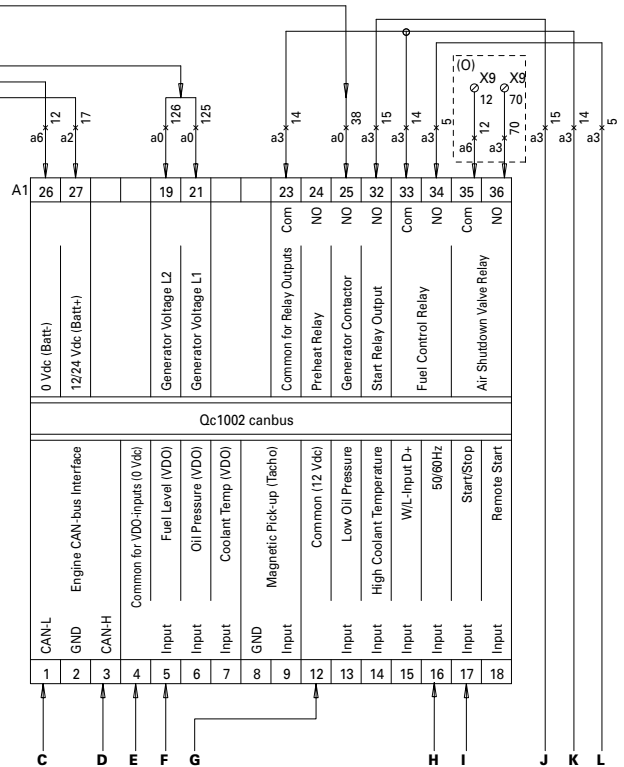 (O)
X9 X9
12 70
12 17 126 125 14 38 15 14 5 12 70 15 14 5
a6 a2 a0 a0 a3 a0 a3 a3 a3 a6 a3 a3 a3 a3
A1 26 27 19 21 23 24 25 32 33 34 35 36
Com NO NO NO Com NO Com NO
0 Vdc (Batt-)
12/24 Vdc (Batt+)
Generator Voltage L2
Generator Voltage L1
Common for Relay Outputs
Preheat Relay
Generator Contactor
Start Relay Output
Fuel Control Relay
Air Shutdown Valve Relay
Qc1002 canbus
Engine CAN-bus Interface
Common for VDO-inputs (0 Vdc)
Fuel Level (VDO)
Oil Pressure (VDO)
Coolant Temp (VDO)
Magnetic Pick-up (Tacho)
Common (12 Vdc)
Low Oil Pressure
High Coolant Temperature
W/L-Input D+
50/60Hz
Start/Stop
Remote Start
CAN-L GND CAN-H Input Input Input GND Input Input Input Input Input Input Input
1 2 3 4 5 6 7 8 9 12 13 14 15 16 17 18
C D E F G H I J K L